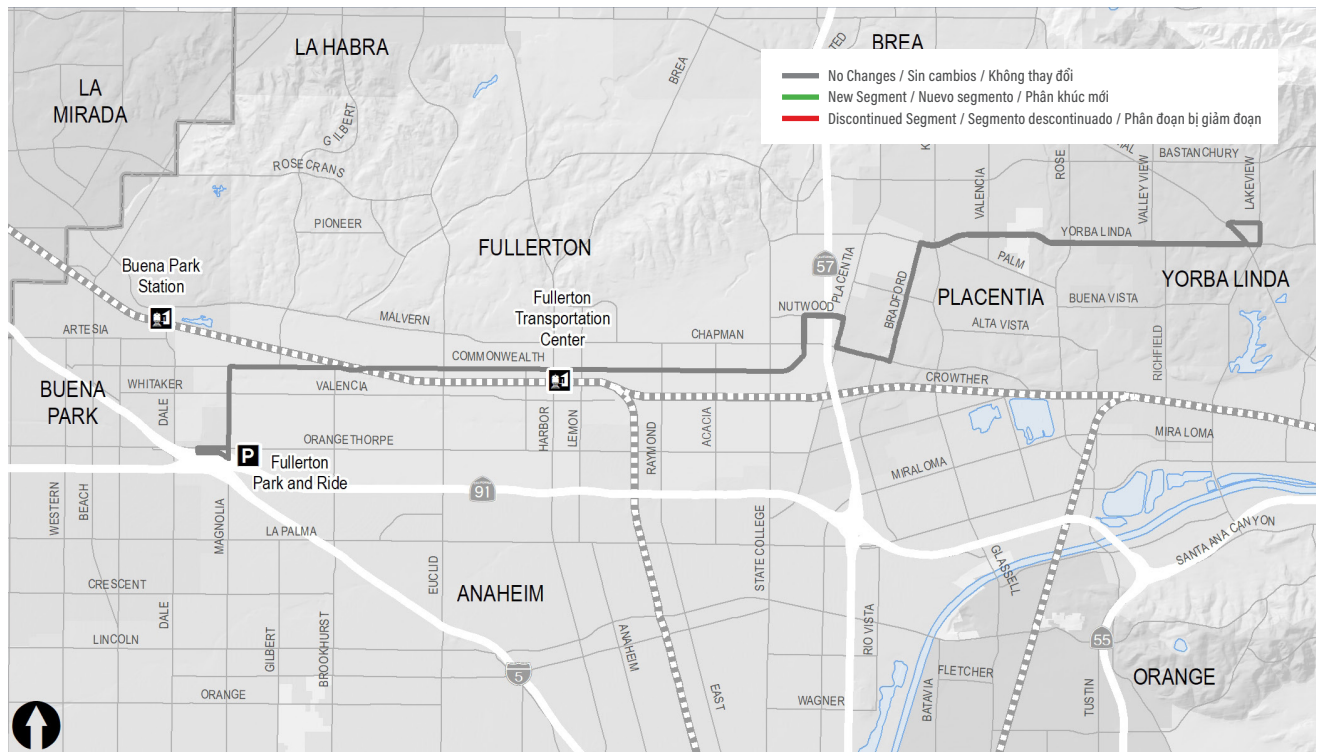 LA HABRA
BREA
LA
MIRADA
No Changes / Sin cambios / Không thay đổi
New Segment / Nuevo segmento / Phân khúc mới
Discontinued Segment / Segmento descontinuado / Phân đoạn bị giảm đoạn
BREA
GILBERT
ROSECRANS
PIONEER
FULLERTON
BASTANCHURY
VALENCIA
ROSE
VALLEY VIEW
LAKEVIEW
YORBA LINDA
PALM
YORBA LINDA
Buena Park
Station
57
PLACENTIA
BRADFORD
PLACENTIA
BUENA VISTA
ALTA VISTA
RICHFIELD
Fullerton
Transportation
Center
NUTWOOD
MALVERN
CHAPMAN
ARTESIA
COMMONWEALTH
WHITAKER
VALENCIA
CROWTHER
BUENA
PARK
DALE
HARBOR
LEMON
RAYMOND
ACACIA
ORANGETHORPE
MIRALOMA
MIRALOMA
P
Fullerton
Park and Ride
91
WESTERN
BEACH
MAGNOLIA
LA PALMA
STATE COLLEGE
SANTA ANA CANYON
GLASSELL
EUCLID
CRESCENT
ANAHEIM
DALE
LINCOLN
GILBERT
BROOKHURST
ANAHEIM
RIO VISTA
55
5
EAST
FLETCHER
ORANGE
ORANGE
WAGNER
BATAVIA
TUSTIN